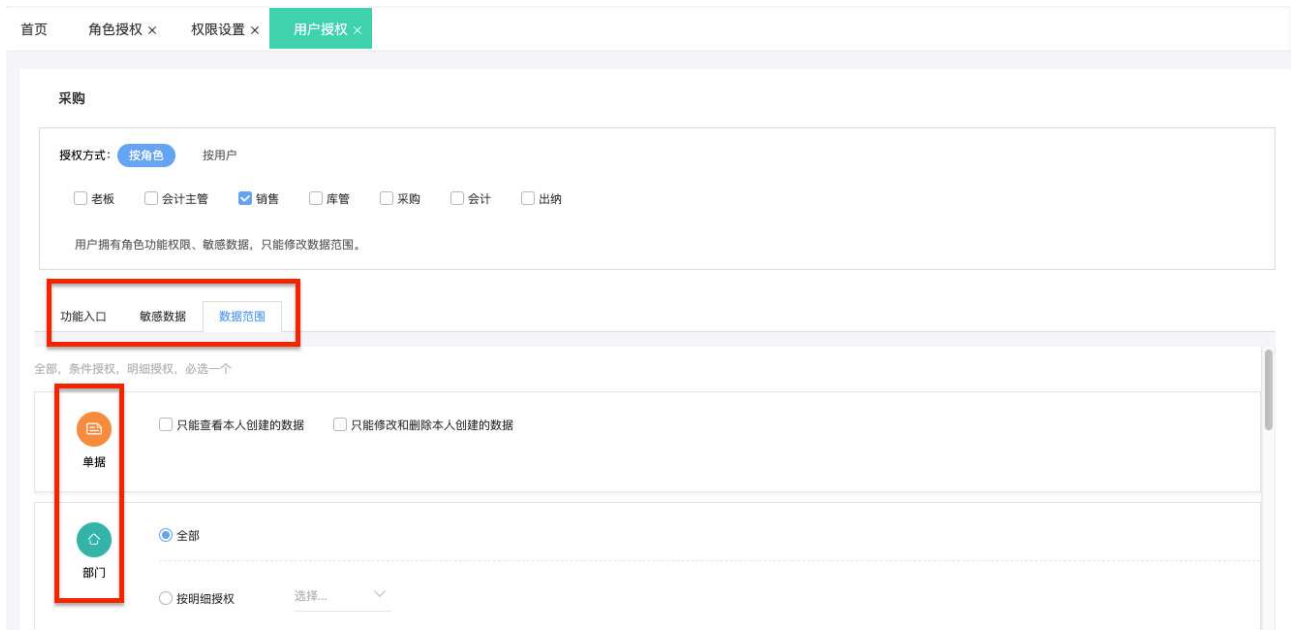 首页 角色授权 × 权限设置 × 用户授权 ×
采购
授权方式： 按角色 按用户
老板 会计主管 销售 库管 采购 会计 出纳
用户拥有角色功能权限、敏感数据，只能修改数据范围。
功能入口 敏感数据 数据范围
全部，条件授权，明细授权，必选一个
只能查看本人创建的数据 只能修改和删除本人创建的数据
单据
全部
部门
按明细授权 选择...